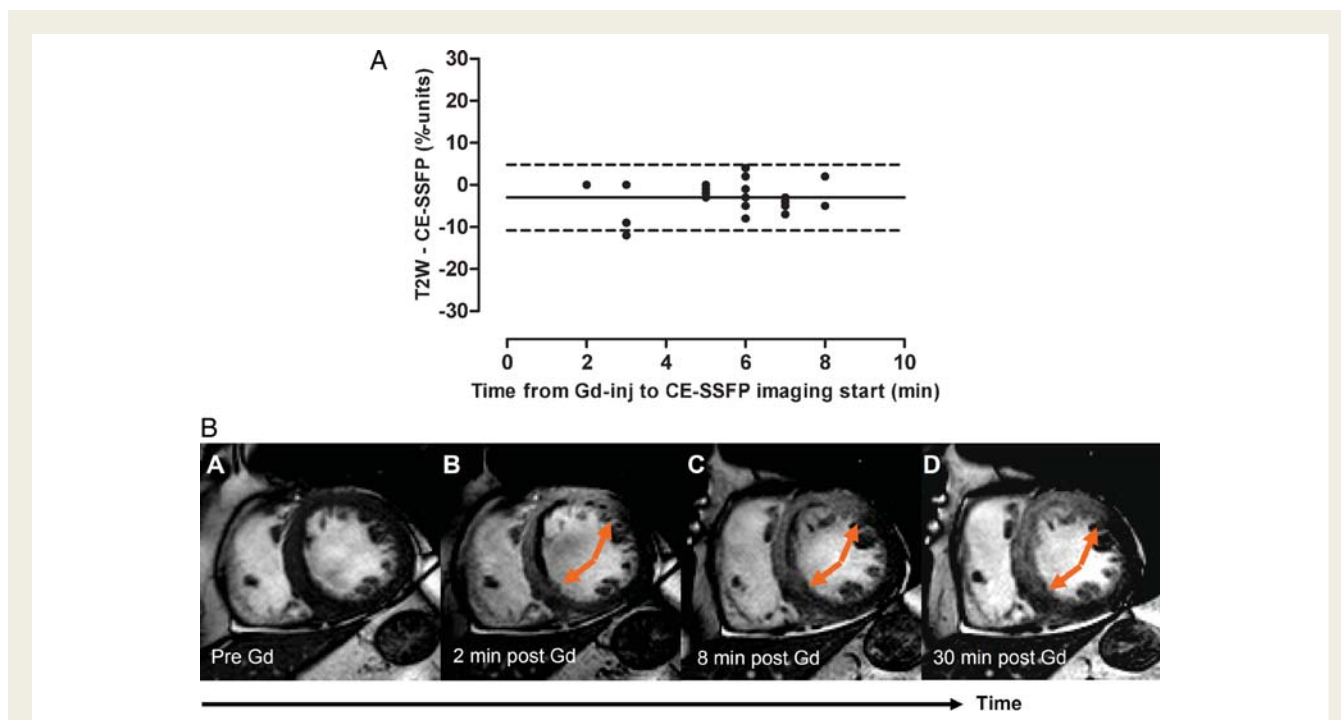 A
30
20
10
0
-10
-20
-30
T2W - CE-SSFP (%-units)
0 2 4 6 8 10
Time from Gd-inj to CE-SSFP imaging start (min)
B
A B C D
Pre Gd 2 min post Gd 8 min post Gd 30 min post Gd
Time